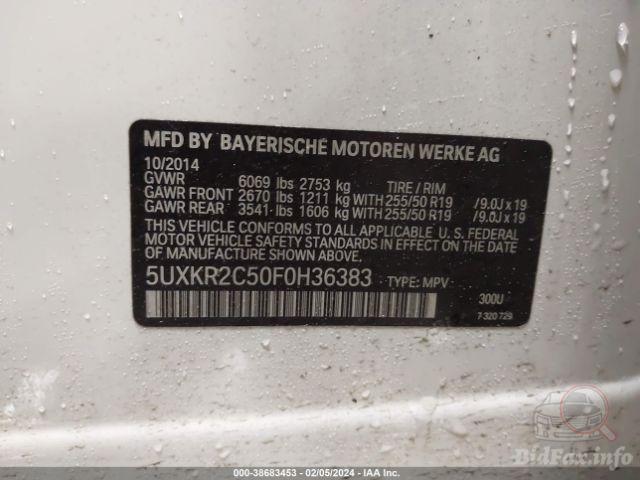 MFD BY BAYERISCHE MOTOREN WERKE AG
10/2014
GVWR 6069 lbs 2753 kg TIRE / RIM
GAWR FRONT 2670 lbs 1211 kg WITH 255/50 R19 /9.0J x 19
GAWR REAR 3541 lbs 1606 kg WITH 255/50 R19 /9.0J x 19
THIS VEHICLE CONFORMS TO ALL APPLICABLE U. S. FEDERAL
MOTOR VEHICLE SAFETY, BUMPER, AND THEFT PREVENTION
STANDARDS IN EFFECT ON THE DATE OF MANUFACTURE SHOWN ABOVE.
5UXKR2C50F0H36383 TYPE: MPV
300U
7 320 729
BidFax.info
000-38683453 - 02/05/2024 - IAA Inc.